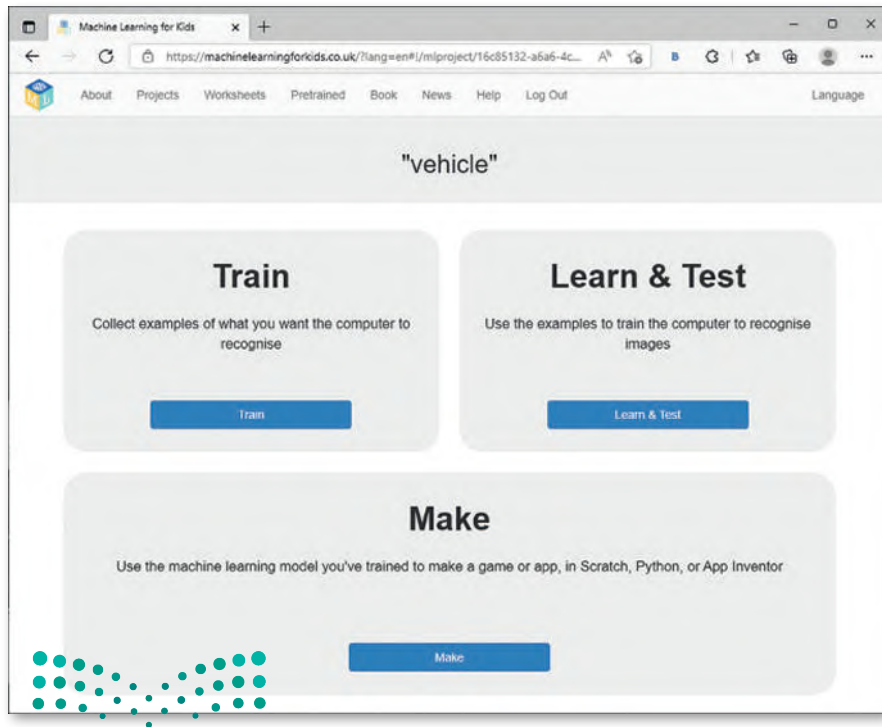 Machine Learning for Kids
https://machinelearningforkids.co.uk/?lang=en#!/mlproject/16c85132-a6a6-4c...
About Projects Worksheets Pretrained Book News Help Log Out Language
"vehicle"
Train
Collect examples of what you want the computer to
recognise
Train
Learn & Test
Use the examples to train the computer to recognise
images
Learn & Test
Make
Use the machine learning model you've trained to make a game or app, in Scratch, Python, or App Inventor
Make